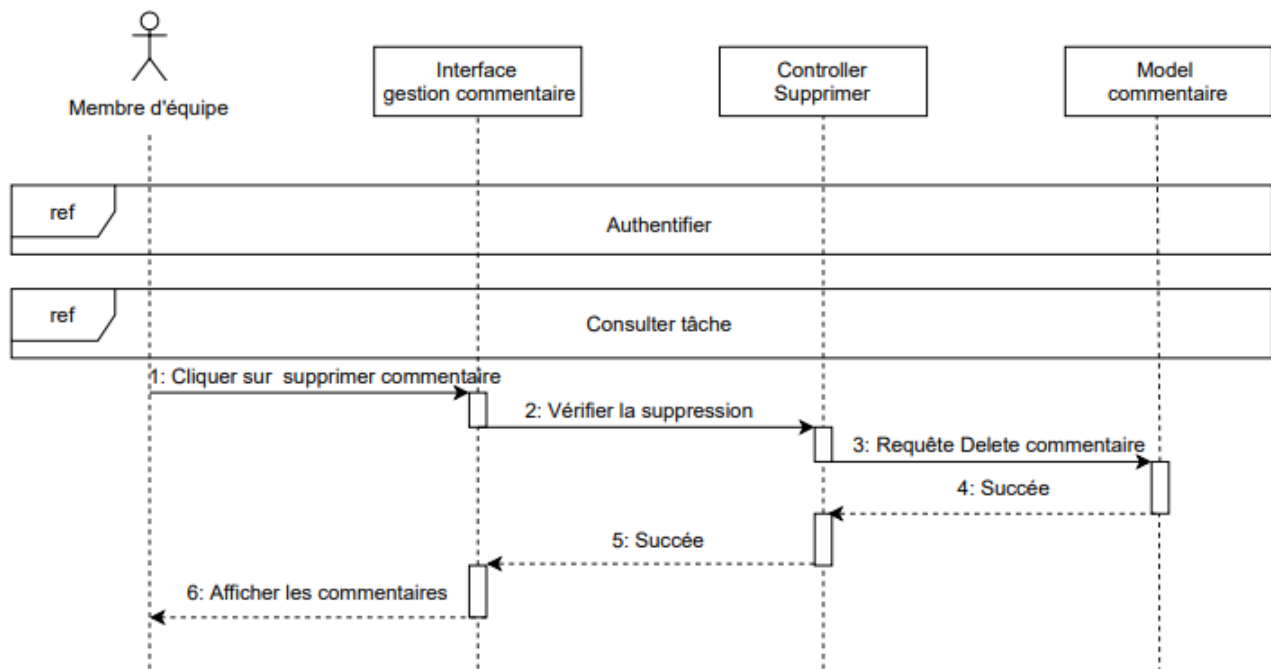 Membre d'équipe
Interface
gestion commentaire
Controller
Supprimer
Model
commentaire
ref
Authentifier
ref
Consulter tâche
1: Cliquer sur supprimer commentaire
2: Vérifier la suppression
3: Requête Delete commentaire
4: Succée
5: Succée
6: Afficher les commentaires